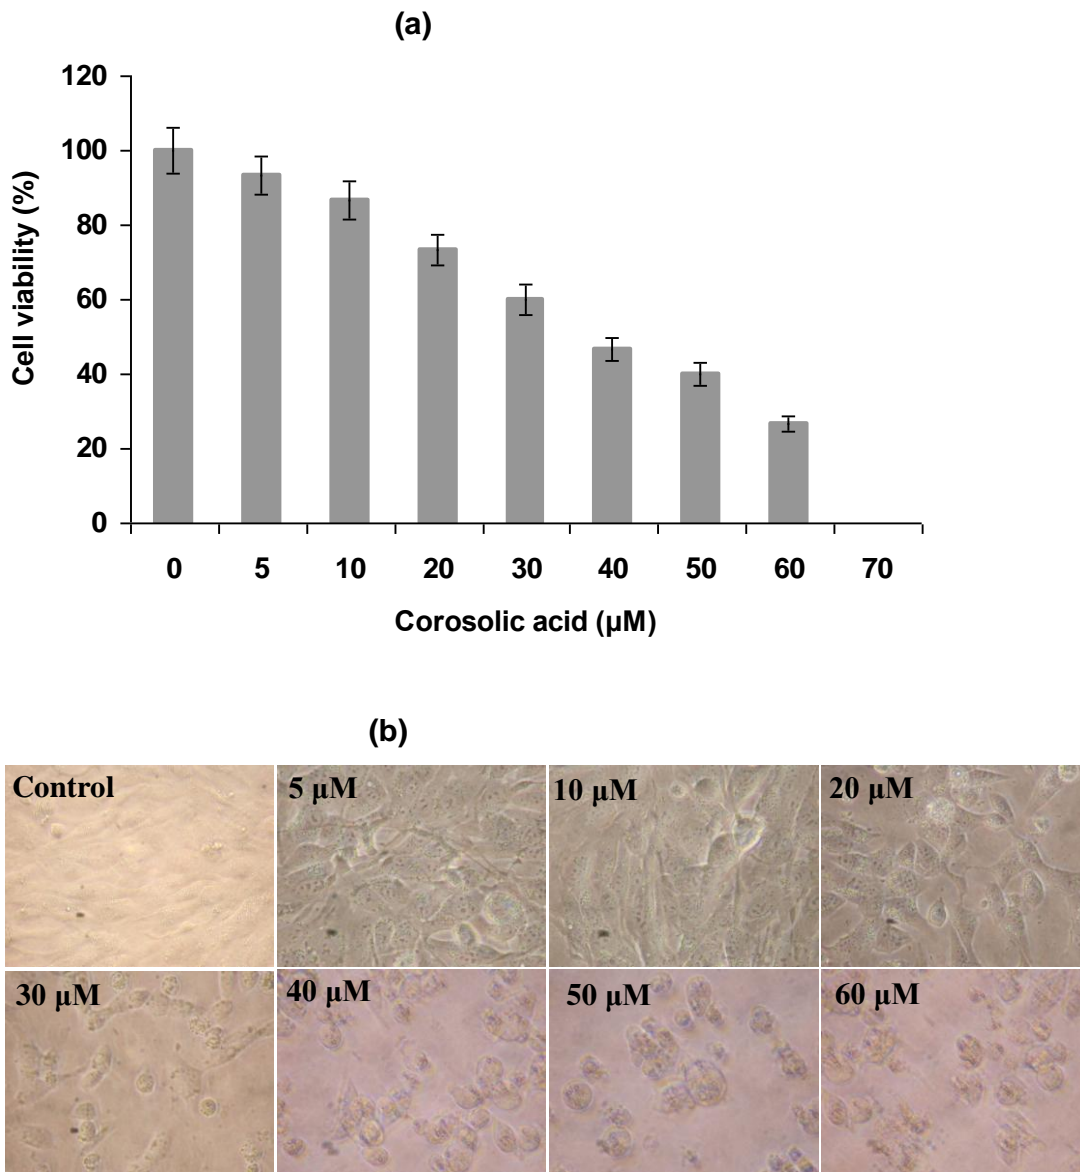 (a)
120
100
80
60
40
20
0
Cell viability (%)
0 5 10 20 30 40 50 60 70
Corosolic acid (µM)
(b)
Control 5 µM 10 µM 20 µM
30 µM 40 µM 50 µM 60 µM